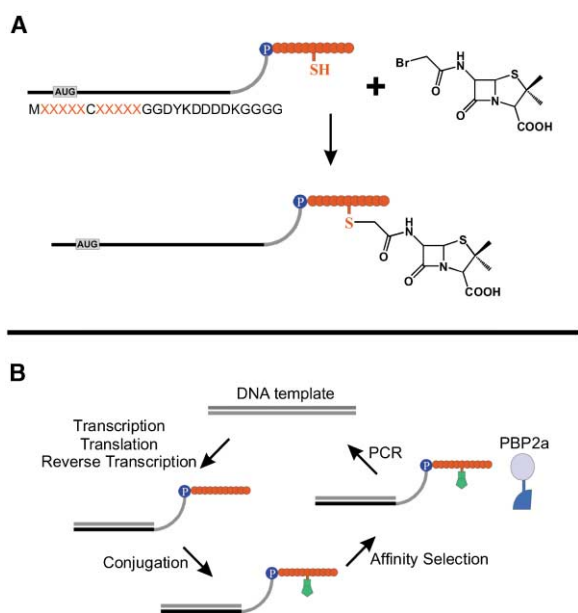 A
P
SH
AUG
MXXXXXCXXXXXGGDYKDDDDKGGGG
+
Br
O
H
N
S
O
N
COOH
P
S
O
H
N
S
O
N
COOH
AUG
B
DNA template
Transcription
Translation
Reverse Transcription
PCR
PBP2a
P
P
Conjugation
Affinity Selection
P